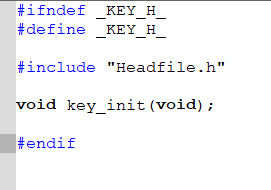 #ifndef _KEY_H_
#define _KEY_H_
#include "Headfile.h"
void key_init(void);
#endif